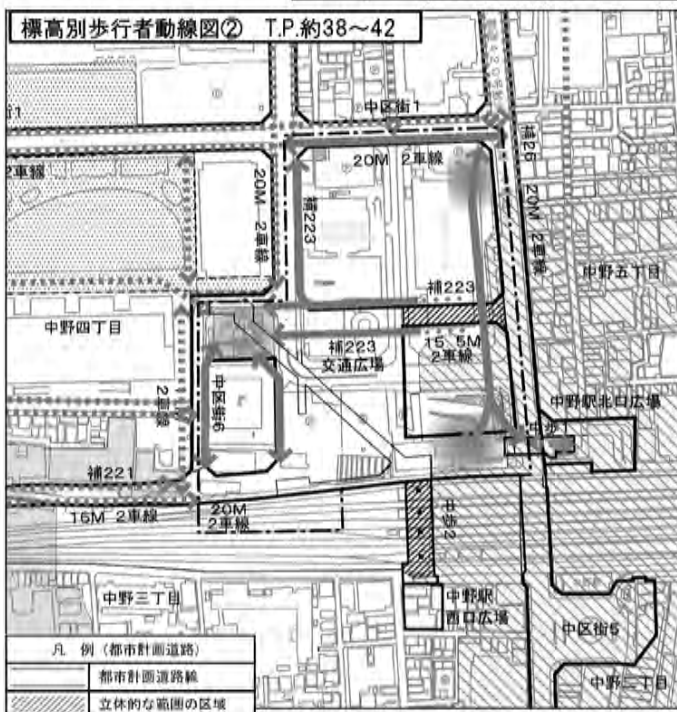 標高別歩行者動線図② T.P.約38～42
中区街1
街1
補26
20M 2車線
20M 2車線
2車線
20M 2車線
補223
中野五丁目
補223
中野四丁目
補223
交通広場
15.5M
2車線
2車線
中区街6
中野駅北口広場
中歩1
補221
16M 2車線
20M
2車線
中歩2
中野三丁目
中野駅
西口広場
中区街5
中野二丁目
凡 例 (都市計画道路)
都市計画道路線
立体的な範囲の区域